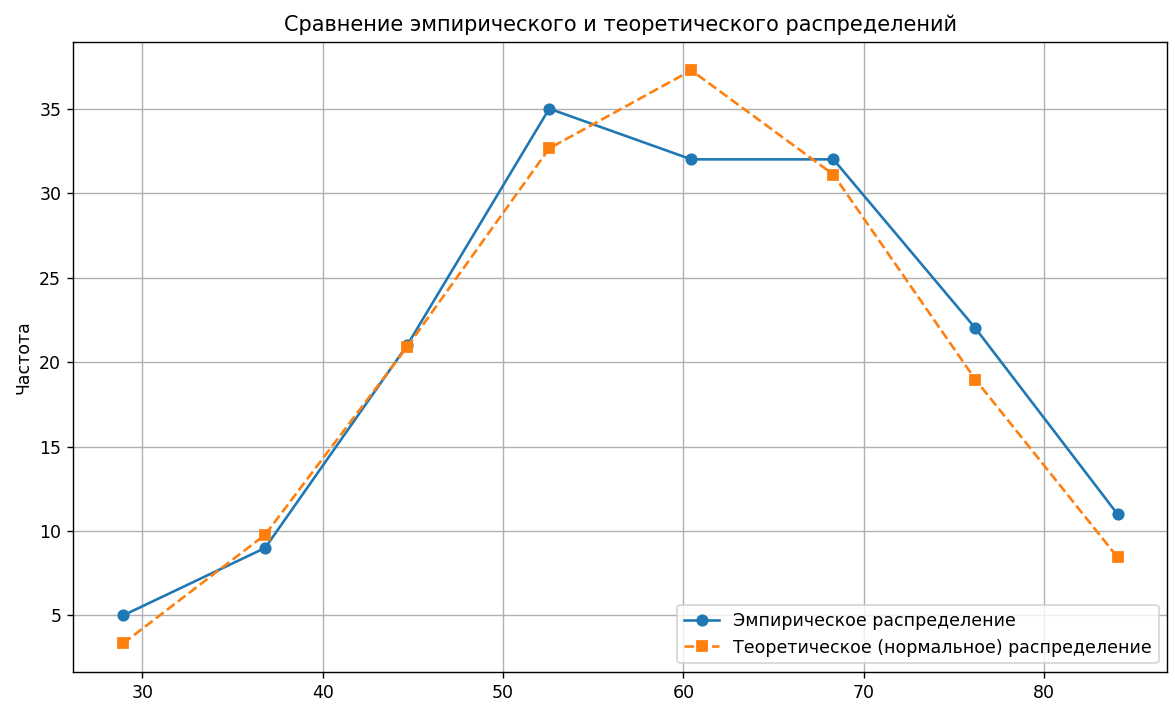 Сравнение эмпирического и теоретического распределений
Частота
35
30
25
20
15
10
5
30 40 50 60 70 80
Эмпирическое распределение
Теоретическое (нормальное) распределение